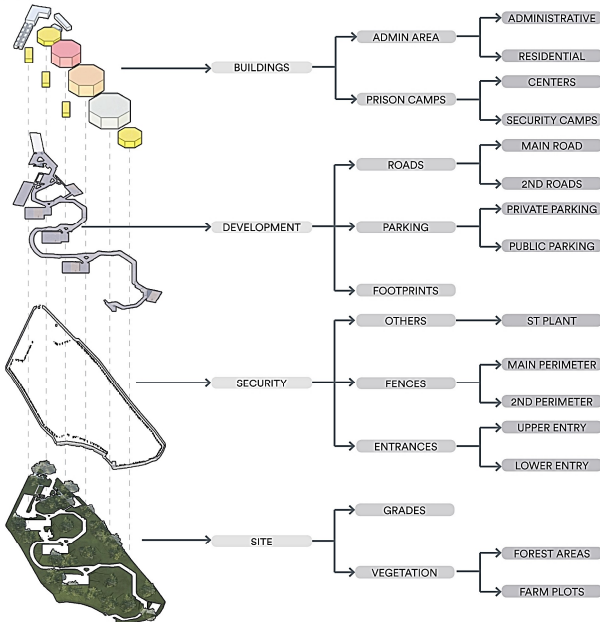 BUILDINGS
ADMIN AREA
ADMINISTRATIVE
RESIDENTIAL
PRISON CAMPS
CENTERS
SECURITY CAMPS
DEVELOPMENT
ROADS
MAIN ROAD
2ND ROADS
PARKING
PRIVATE PARKING
PUBLIC PARKING
FOOTPRINTS
SECURITY
OTHERS
ST PLANT
FENCES
MAIN PERIMETER
2ND PERIMETER
ENTRANCES
UPPER ENTRY
LOWER ENTRY
SITE
GRADES
VEGETATION
FOREST AREAS
FARM PLOTS